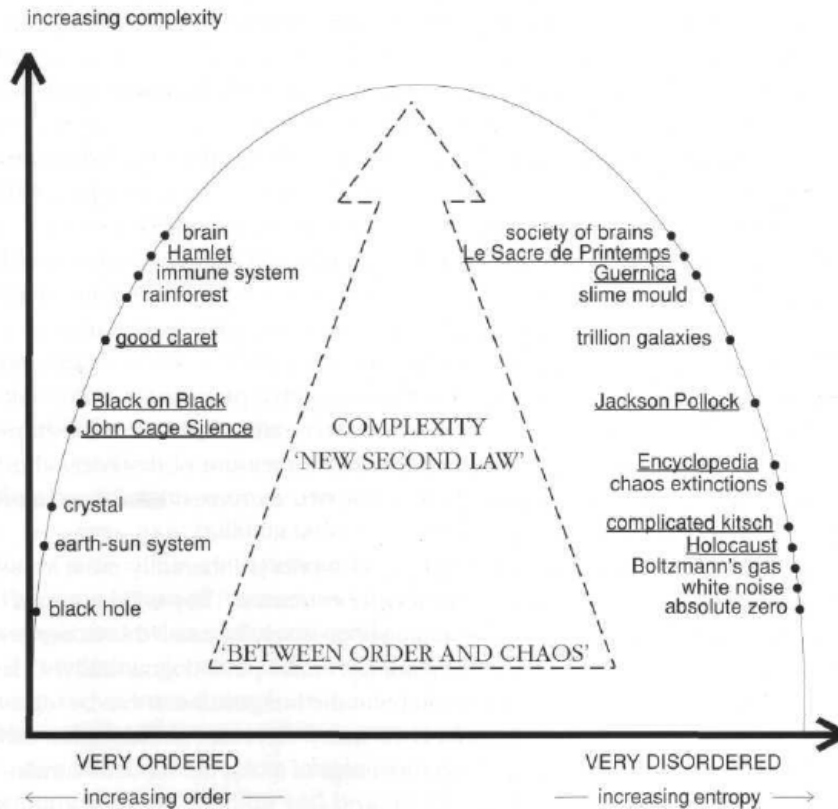 increasing complexity
brain
Hamlet
immune system
rainforest
good claret
Black on Black
John Cage Silence
crystal
earth-sun system
black hole
COMPLEXITY
'NEW SECOND LAW'
'BETWEEN ORDER AND CHAOS'
society of brains
Le Sacre de Printemps
Guernica
slime mould
trillion galaxies
Jackson Pollock
Encyclopedia
chaos extinctions
complicated kitsch
Holocaust
Boltzmann's gas
white noise
absolute zero
VERY ORDERED
increasing order
VERY DISORDERED
increasing entropy